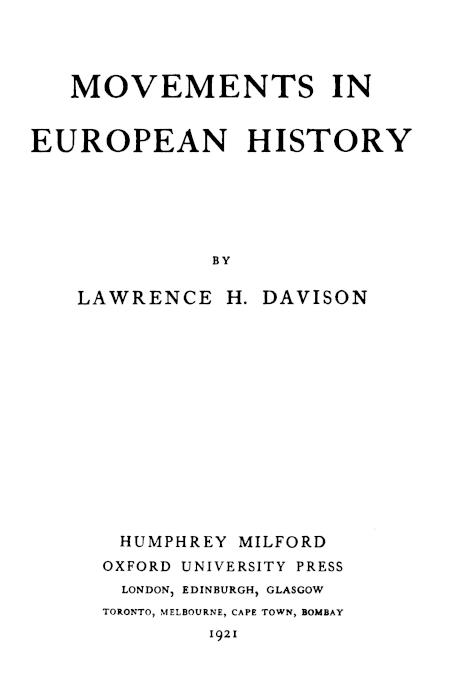 MOVEMENTS IN
EUROPEAN HISTORY
BY
LAWRENCE H. DAVISON
HUMPHREY MILFORD
OXFORD UNIVERSITY PRESS
LONDON, EDINBURGH, GLASGOW
TORONTO, MELBOURNE, CAPE TOWN, BOMBAY
1921